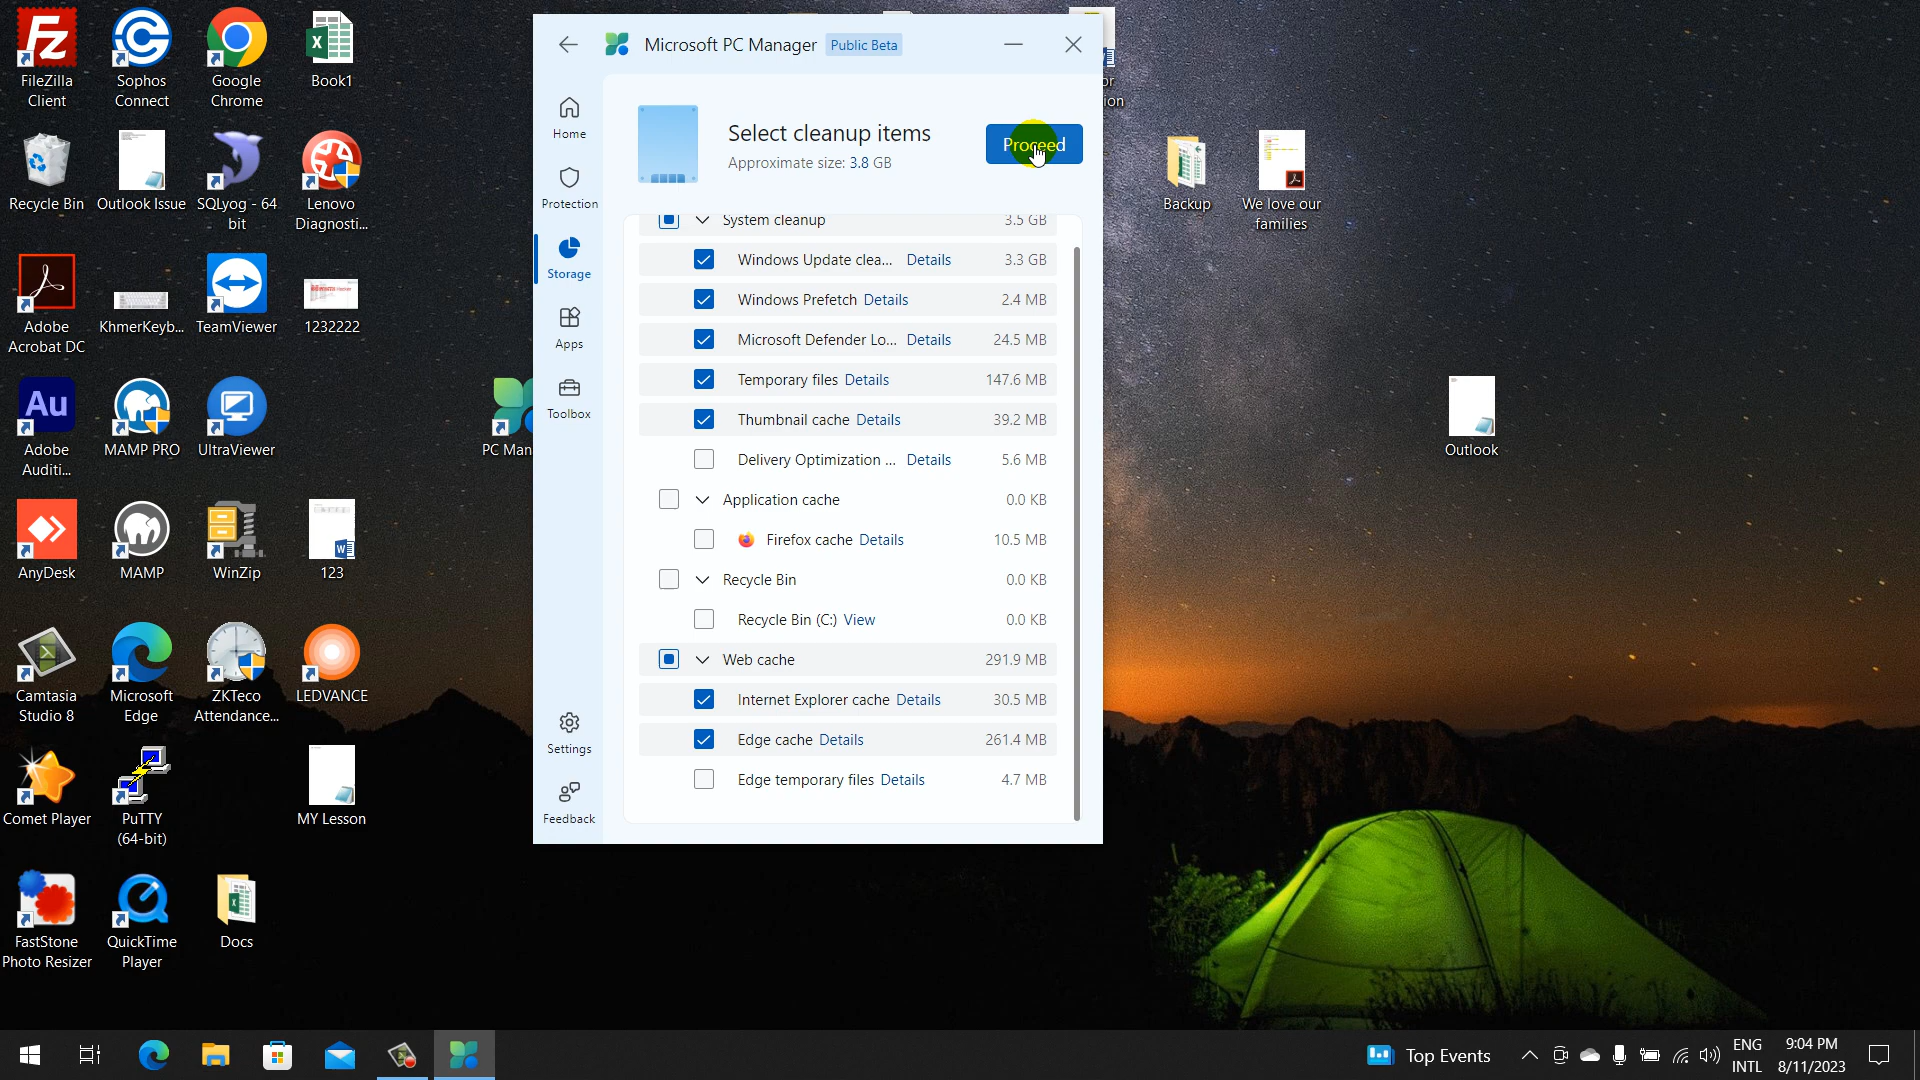 FileZilla
Client
Sophos
Connect
Google
Chrome
Book1
Recycle Bin
Outlook Issue
SQLyog - 64
bit
Lenovo
Diagnosti...
Adobe
Acrobat DC
KhmerKeyb...
TeamViewer
1232222
Au
Adobe
Auditi...
MAMP PRO
UltraViewer
PC Man
AnyDesk
MAMP
WinZip
123
Camtasia
Studio 8
Microsoft
Edge
ZKTeco
Attendance...
LEDVANCE
Comet Player
PuTTY
(64-bit)
MY Lesson
FastStone
Photo Resizer
QuickTime
Player
Docs
Microsoft PC Manager
Public Beta
Home
Protection
Storage
Apps
Toolbox
Settings
Feedback
Select cleanup items
Approximate size: 3.8 GB
Proceed
System cleanup 3.5 GB
Windows Update clea... Details 3.3 GB
Windows Prefetch Details 2.4 MB
Microsoft Defender Lo... Details 24.5 MB
Temporary files Details 147.6 MB
Thumbnail cache Details 39.2 MB
Delivery Optimization ... Details 5.6 MB
Application cache 0.0 KB
Firefox cache Details 10.5 MB
Recycle Bin 0.0 KB
Recycle Bin (C:) View 0.0 KB
Web cache 291.9 MB
Internet Explorer cache Details 30.5 MB
Edge cache Details 261.4 MB
Edge temporary files Details 4.7 MB
or
ion
Backup
We love our
families
Outlook
Top Events
ENG
INTL
9:04 PM
8/11/2023